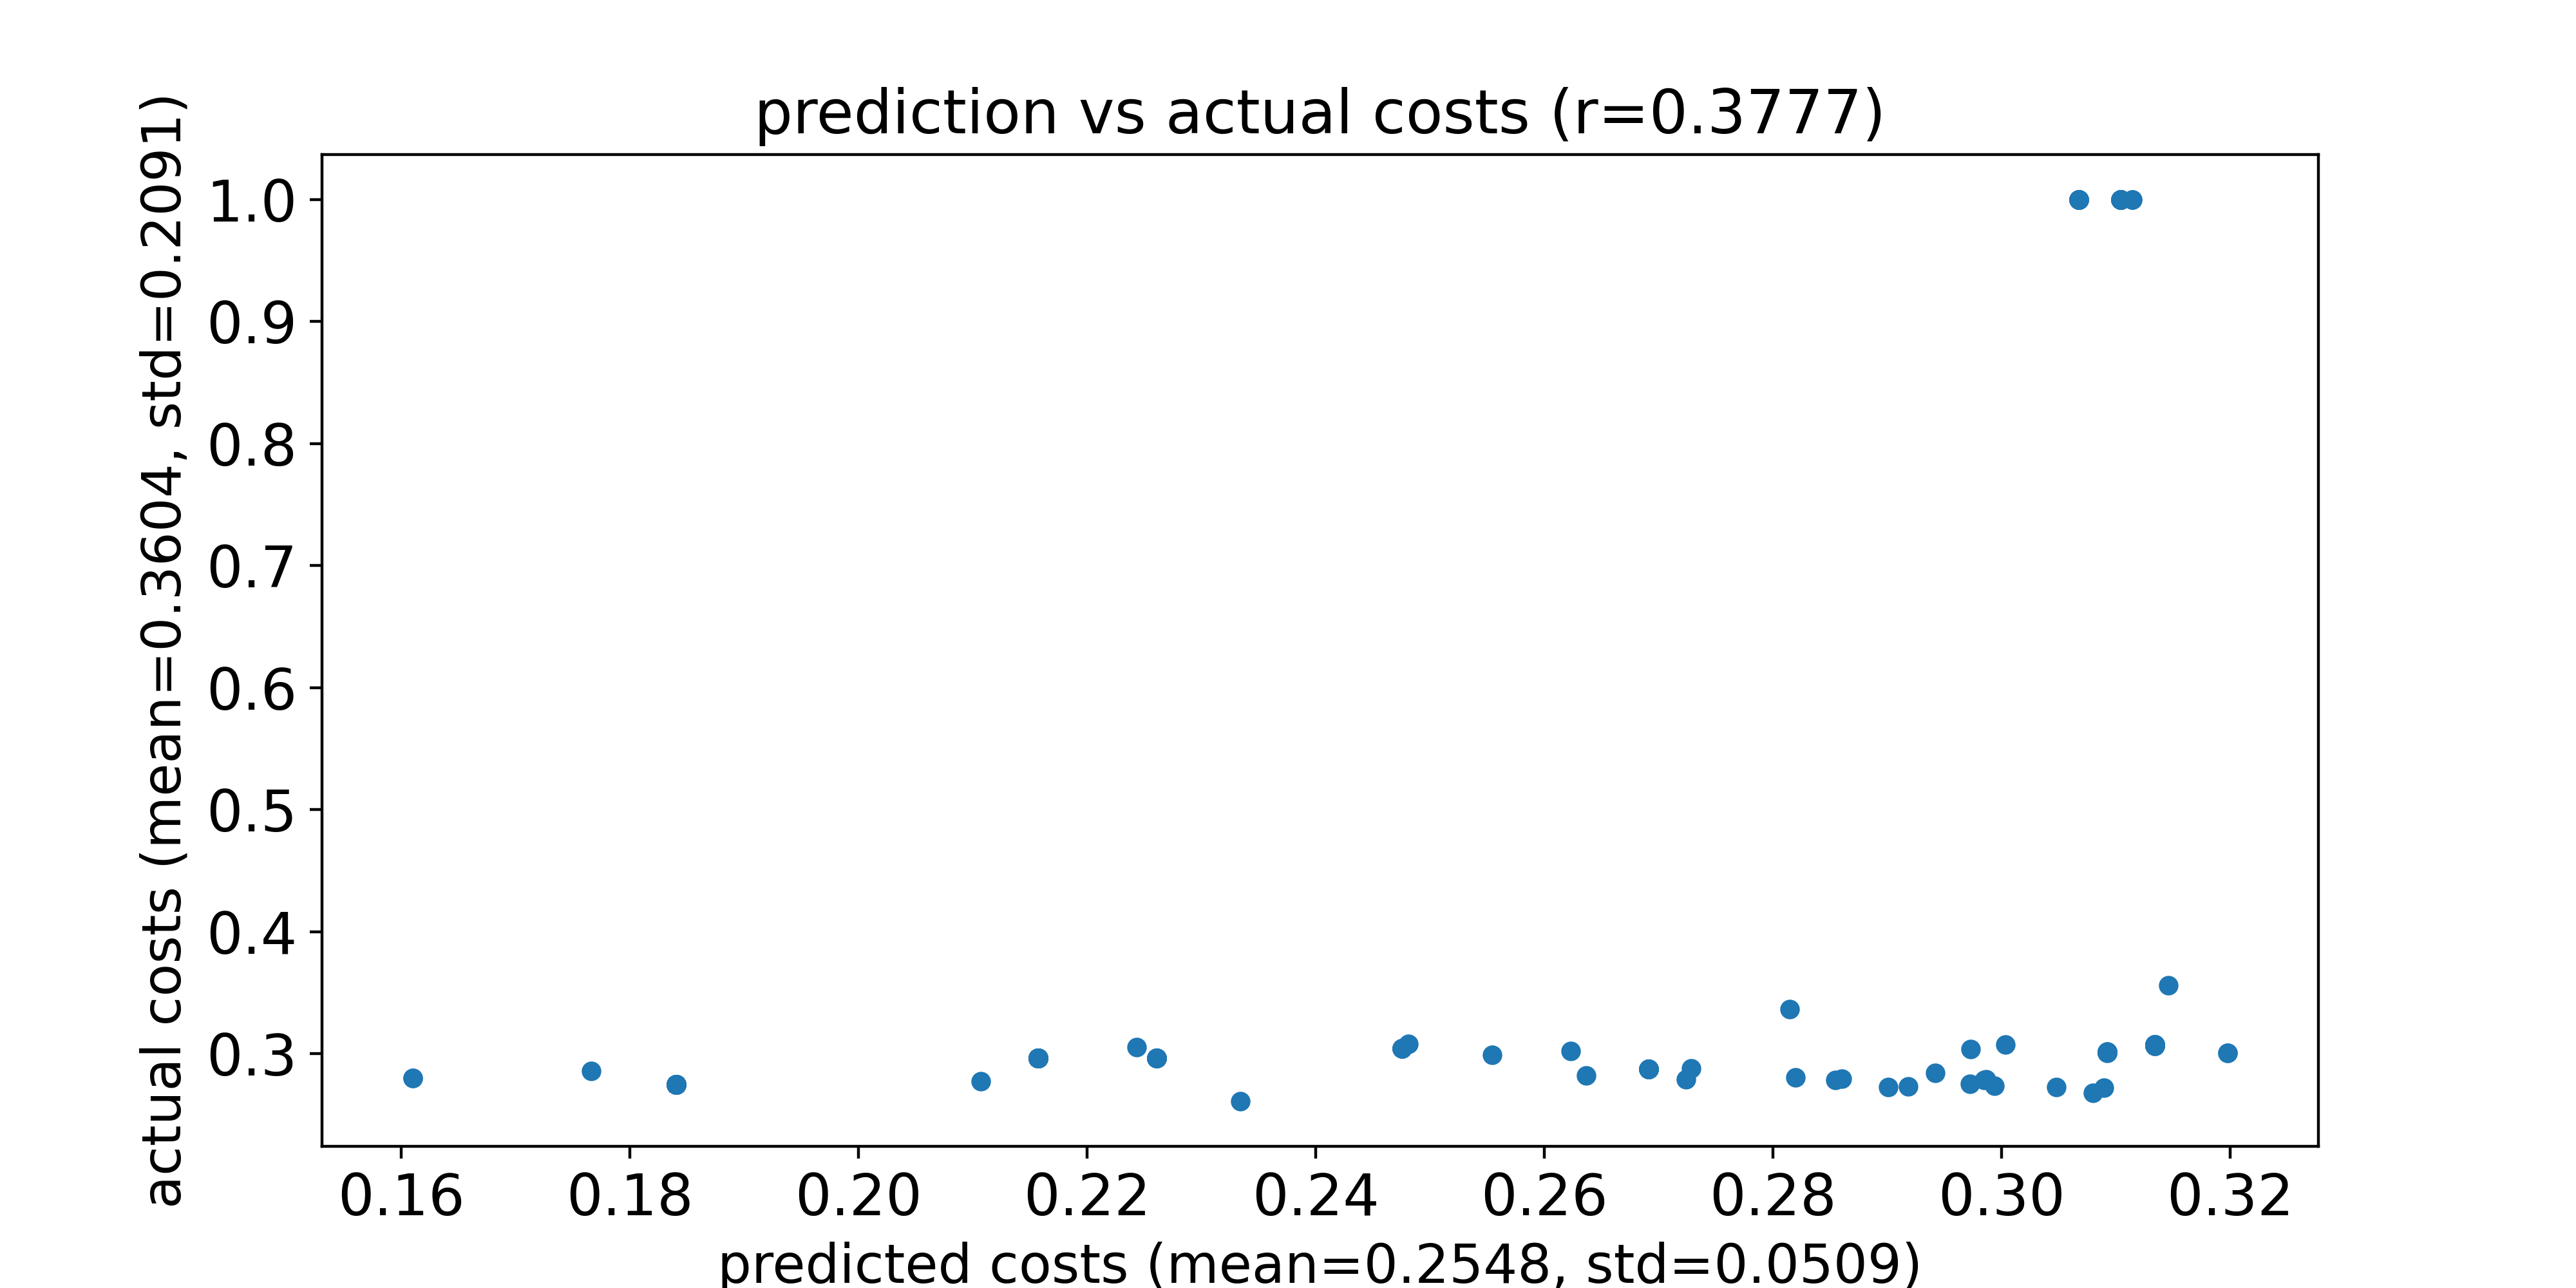 prediction vs actual costs (r=0.3777)
actual costs (mean=0.3604, std=0.2091)
1.0
0.9
0.8
0.7
0.6
0.5
0.4
0.3
0.16 0.18 0.20 0.22 0.24 0.26 0.28 0.30 0.32
predicted costs (mean=0.2548, std=0.0509)